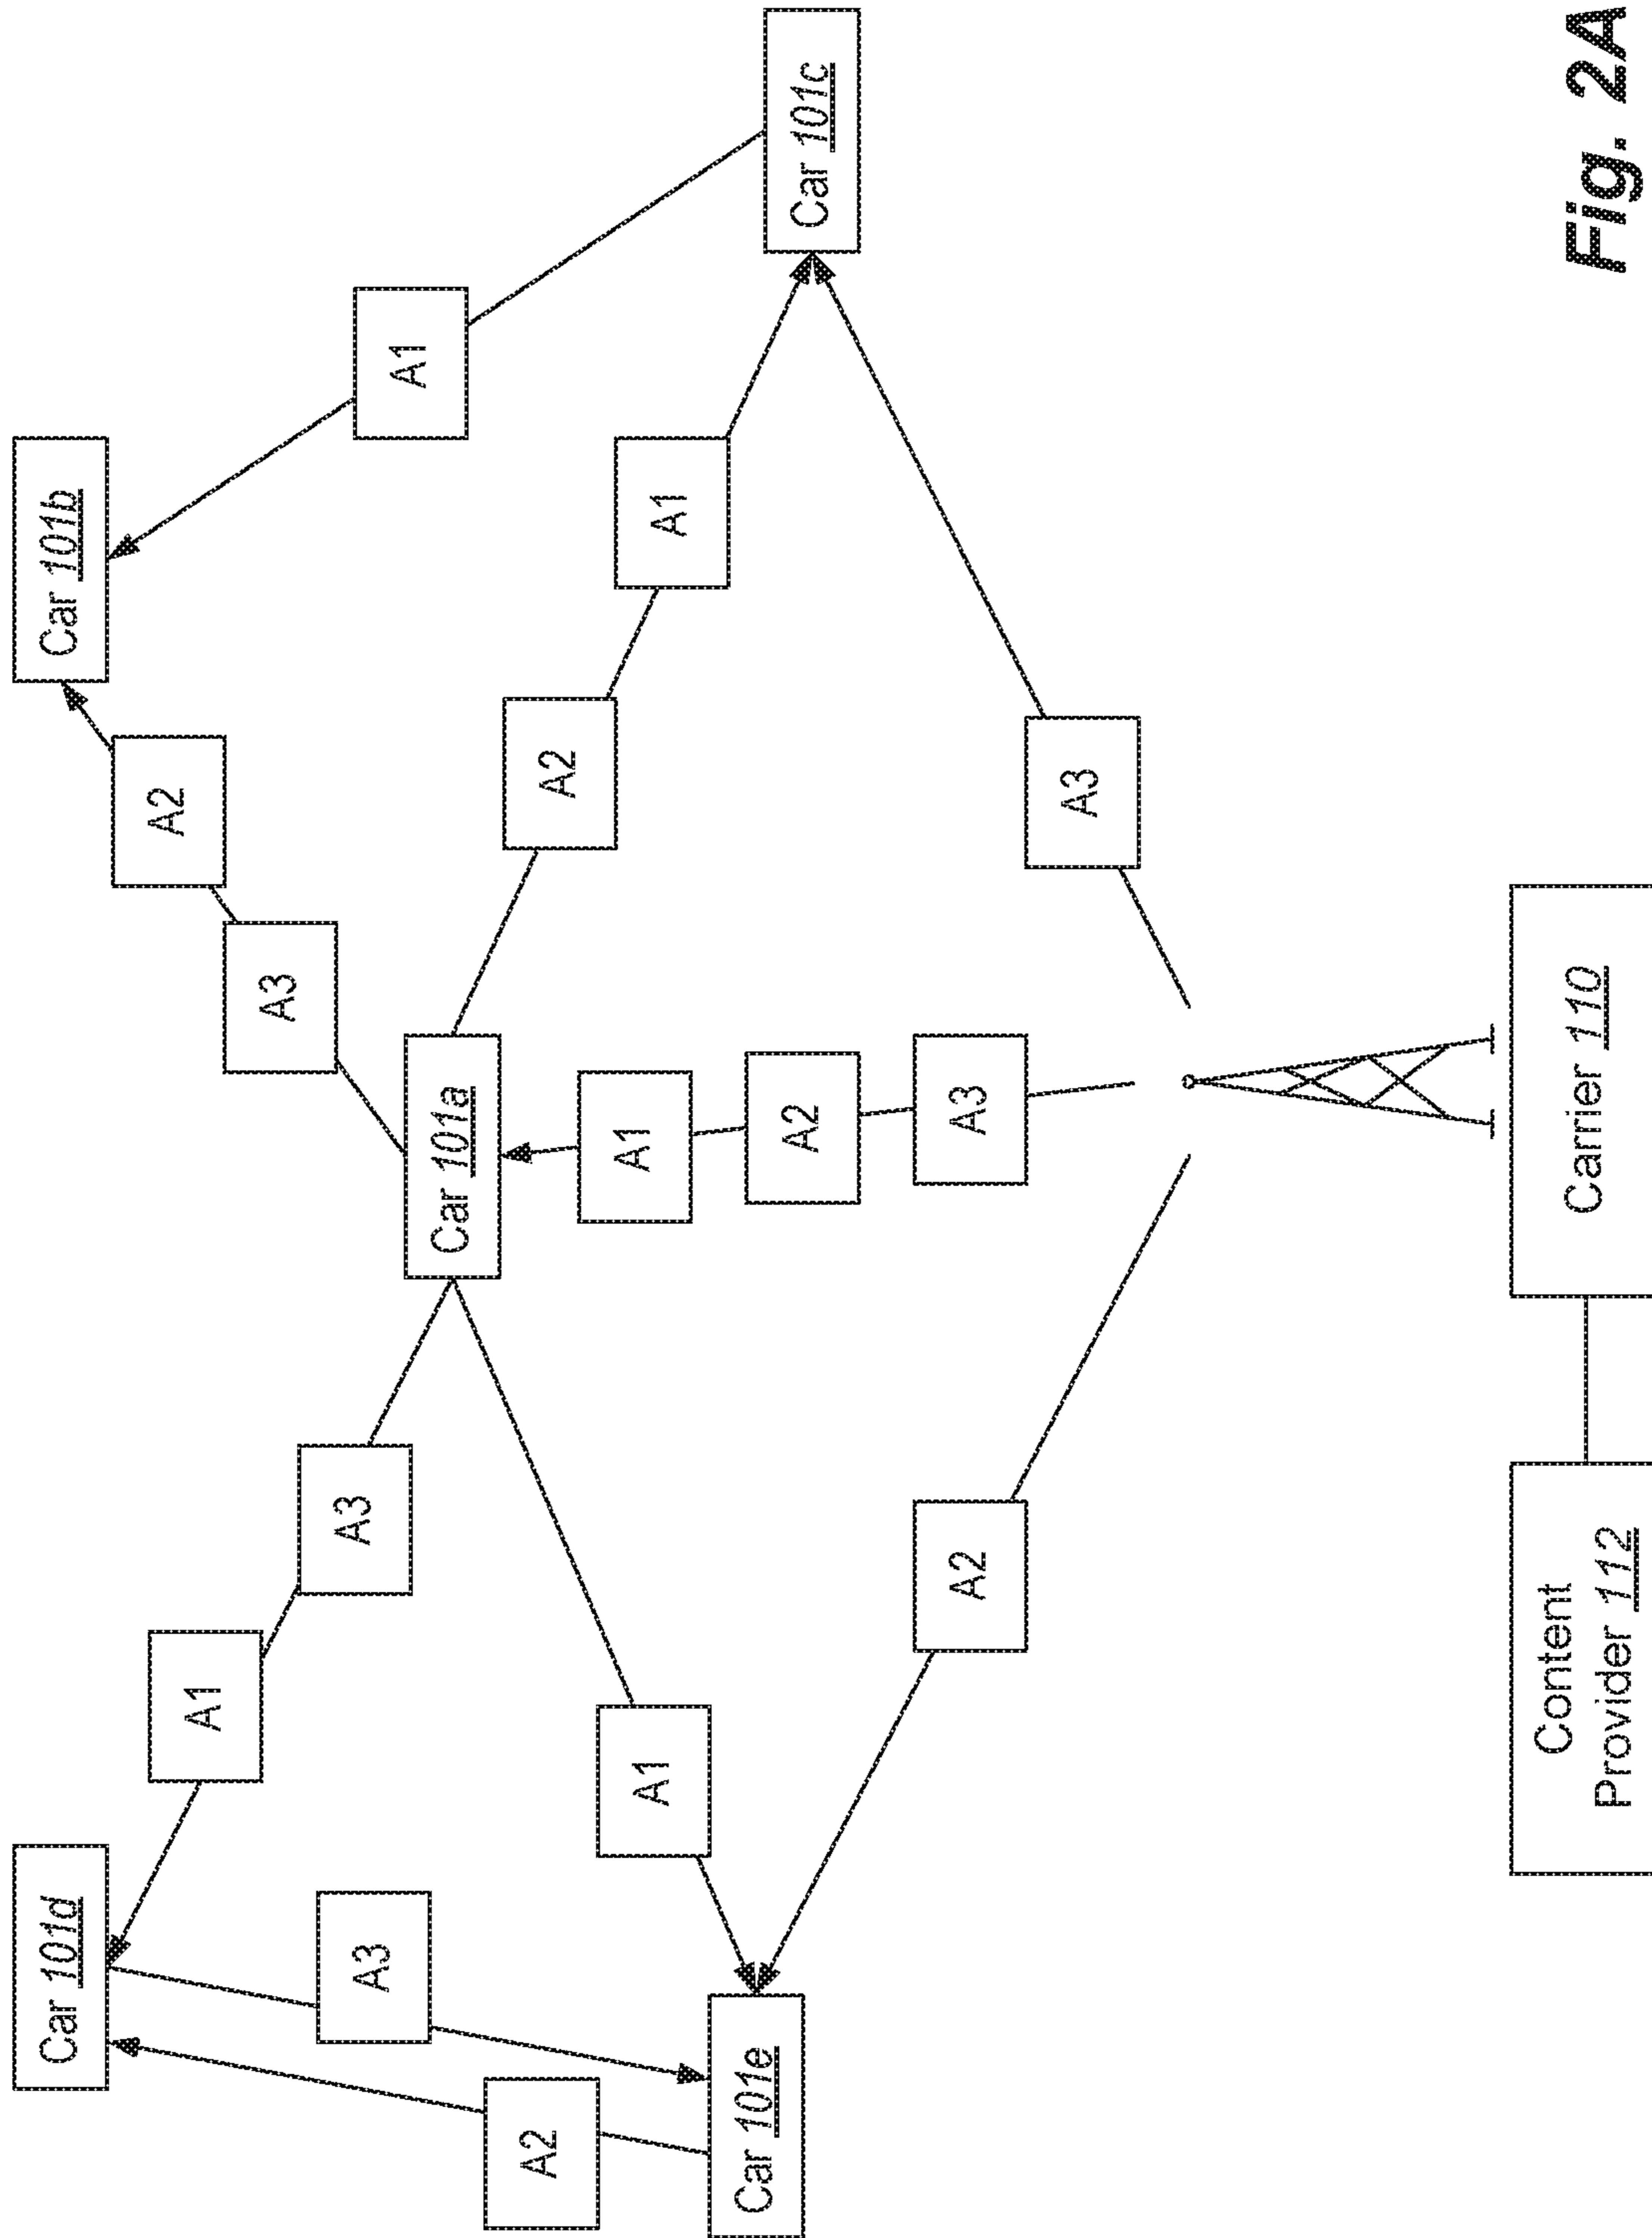 Car 101d
Car 101b
A2
A1
A3
A3
A3
A1
Car 101a
A2
A2
A1
A1
A1
Car 101e
Car 101c
A2
A2
A3
A3
Content
Provider 112
Carrier 110
Fig. 2A